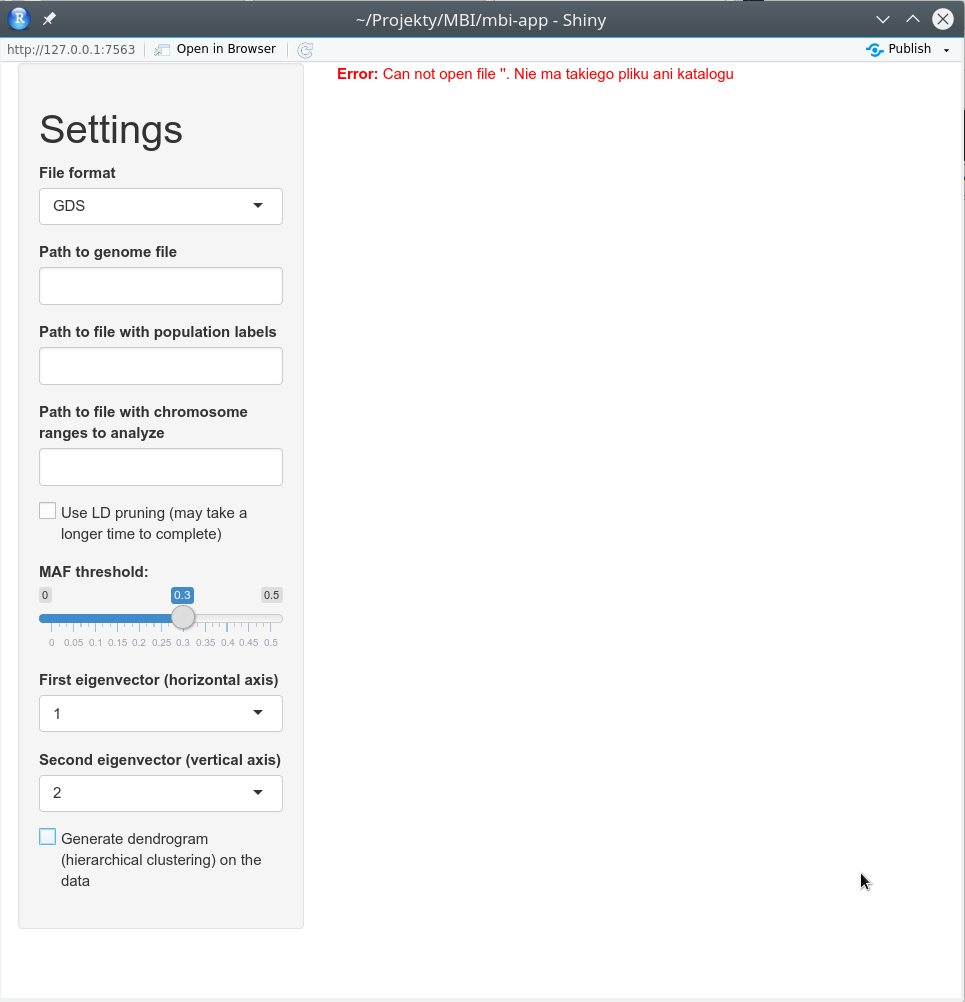 ~/Projekty/MBI/mbi-app - Shiny
http://127.0.0.1:7563 Open in Browser Publish
Error: Can not open file ''. Nie ma takiego pliku ani katalogu
Settings
File format
GDS
Path to genome file
Path to file with population labels
Path to file with chromosome
ranges to analyze
Use LD pruning (may take a
longer time to complete)
MAF threshold:
0 0.3 0.5
0 0.05 0.1 0.15 0.2 0.25 0.3 0.35 0.4 0.45 0.5
First eigenvector (horizontal axis)
1
Second eigenvector (vertical axis)
2
Generate dendrogram
(hierarchical clustering) on the
data